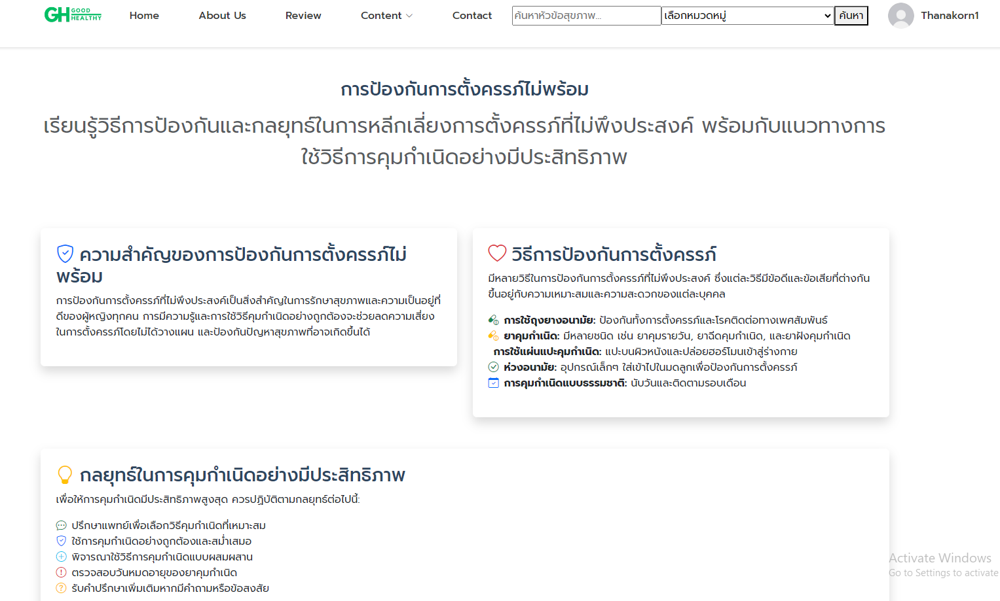 GH GOOD HEALTHY Home About Us Review Content Contact ค้นหาหัวข้อสุขภาพ... เลือกหมวดหมู่ ค้นหา Thanakorn1
การป้องกันการตั้งครรภ์ไม่พร้อม
เรียนรู้วิธีการป้องกันและกลยุทธ์ในการหลีกเลี่ยงการตั้งครรภ์ที่ไม่พึงประสงค์ พร้อมกับแนวทางการ
ใช้วิธีการคุมกำเนิดอย่างมีประสิทธิภาพ
ความสำคัญของการป้องกันการตั้งครรภ์ไม่
พร้อม
การป้องกันการตั้งครรภ์ที่ไม่พึงประสงค์เป็นสิ่งสำคัญในการรักษาสุขภาพและความเป็นอยู่ที่
ดีของผู้หญิงทุกคน การมีความรู้และการใช้วิธีคุมกำเนิดอย่างถูกต้องจะช่วยลดความเสี่ยง
ในการตั้งครรภ์โดยไม่ได้วางแผน และป้องกันปัญหาสุขภาพที่อาจเกิดขึ้นได้
วิธีการป้องกันการตั้งครรภ์
มีหลายวิธีในการป้องกันการตั้งครรภ์ที่ไม่พึงประสงค์ ซึ่งแต่ละวิธีมีข้อดีและข้อเสียที่ต่างกัน
ขึ้นอยู่กับความเหมาะสมและความสะดวกของแต่ละบุคคล
การใช้ถุงยางอนามัย: ป้องกันทั้งการตั้งครรภ์และโรคติดต่อทางเพศสัมพันธ์
ยาคุมกำเนิด: มีหลายชนิด เช่น ยาคุมรายวัน, ยาฉีดคุมกำเนิด, และยาฝังคุมกำเนิด
การใช้แผ่นแปะคุมกำเนิด: แปะบนผิวหนังและปล่อยฮอร์โมนเข้าสู่ร่างกาย
ห่วงอนามัย: อุปกรณ์เล็กๆ ใส่เข้าไปในมดลูกเพื่อป้องกันการตั้งครรภ์
การคุมกำเนิดแบบธรรมชาติ: นับวันและติดตามรอบเดือน
กลยุทธ์ในการคุมกำเนิดอย่างมีประสิทธิภาพ
เพื่อให้การคุมกำเนิดมีประสิทธิภาพสูงสุด ควรปฏิบัติตามกลยุทธ์ต่อไปนี้:
ปรึกษาแพทย์เพื่อเลือกวิธีคุมกำเนิดที่เหมาะสม
ใช้การคุมกำเนิดอย่างถูกต้องและสม่ำเสมอ
พิจารณาใช้วิธีการคุมกำเนิดแบบผสมผสาน
ตรวจสอบวันหมดอายุของยาคุมกำเนิด
รับคำปรึกษาเพิ่มเติมหากมีคำถามหรือข้อสงสัย
Activate Windows
Go to Settings to activate